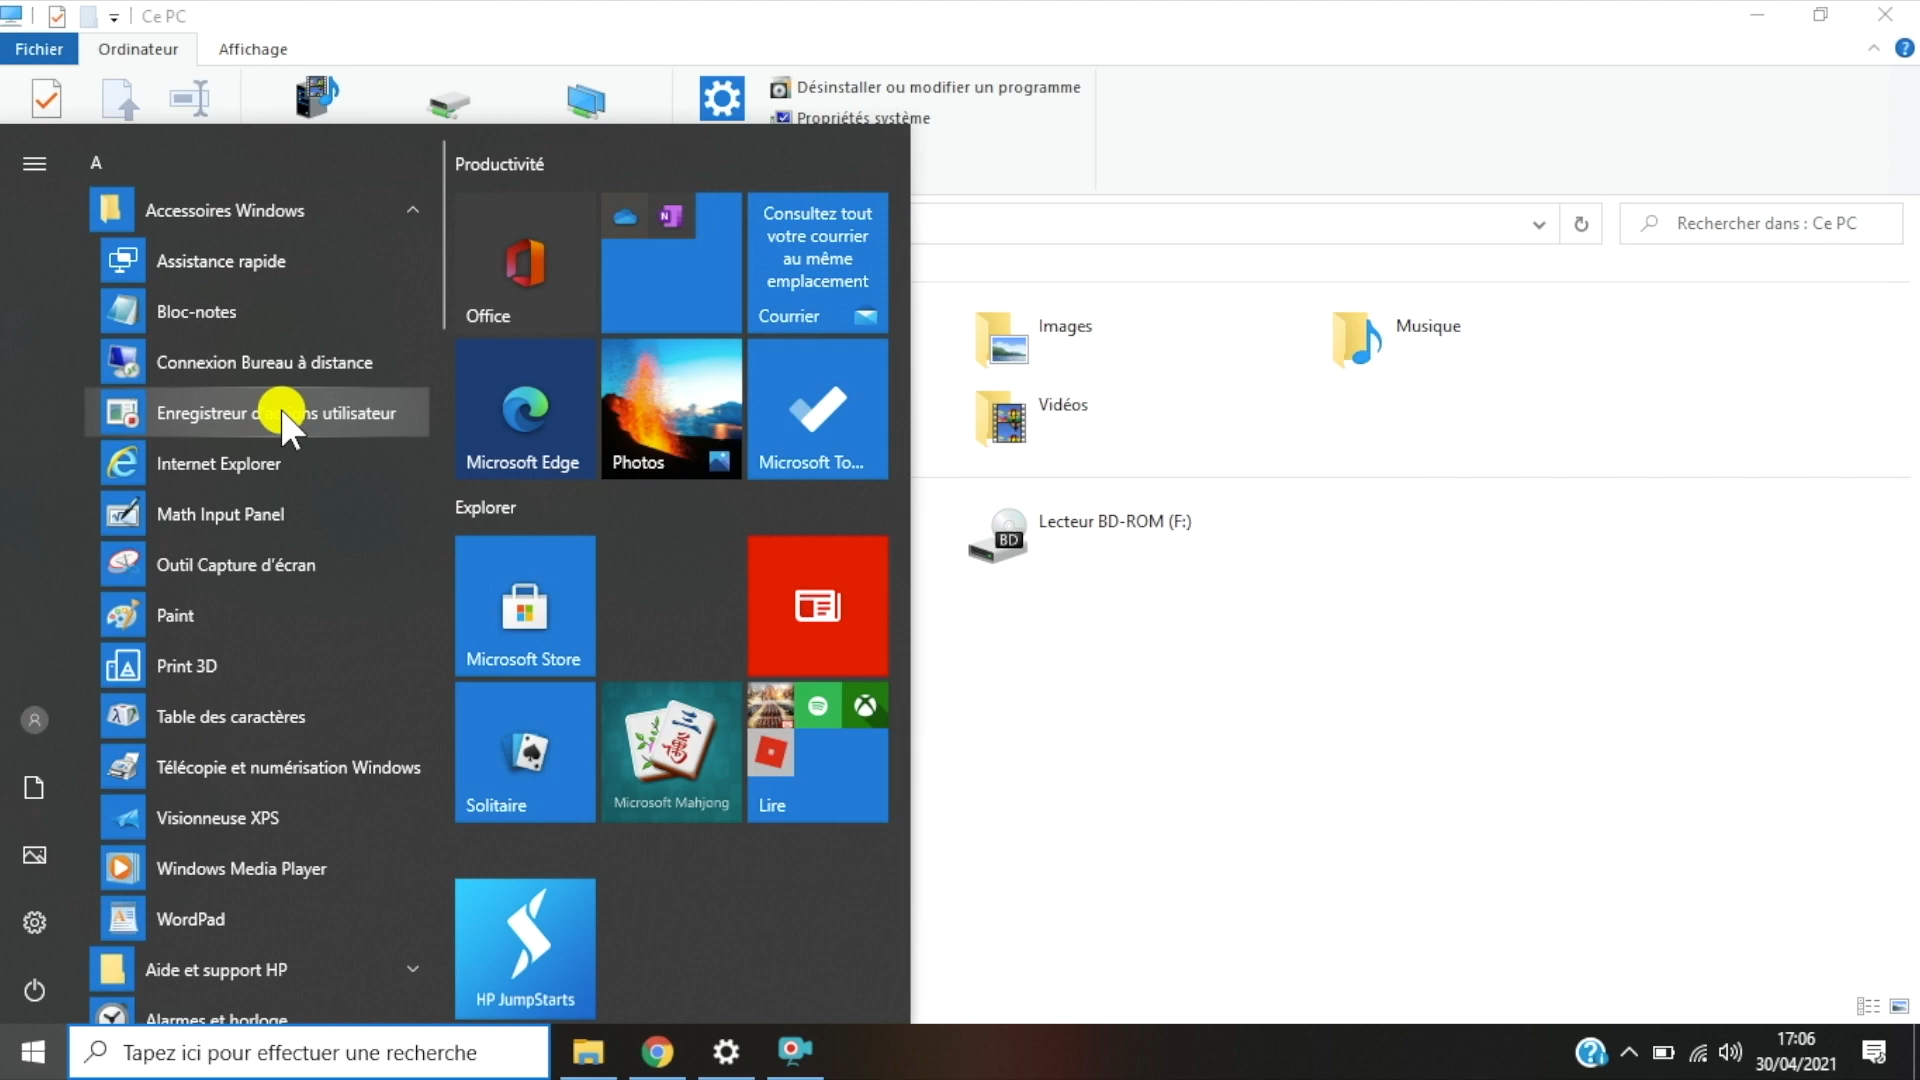 Ce PC
Fichier
Ordinateur
Affichage
Désinstaller ou modifier un programme
Propriétés système
A
Accessoires Windows
Assistance rapide
Bloc-notes
Connexion Bureau à distance
Enregistreur utilisateur
Internet Explorer
Math Input Panel
Outil Capture d'écran
Paint
Print 3D
Table des caractères
Télécopie et numérisation Windows
Visionneuse XPS
Windows Media Player
WordPad
Aide et support HP
Alarmes et horloge
Productivité
Office
N
Consultez tout
votre courrier
au même
emplacement
Courrier
Microsoft Edge
Photos
Microsoft To...
Explorer
Microsoft Store
Solitaire
Microsoft Mahjong
Lire
HP JumpStarts
Rechercher dans : Ce PC
Images
Musique
Vidéos
BD
Lecteur BD-ROM (F:)
Tapez ici pour effectuer une recherche
17:06
30/04/2021